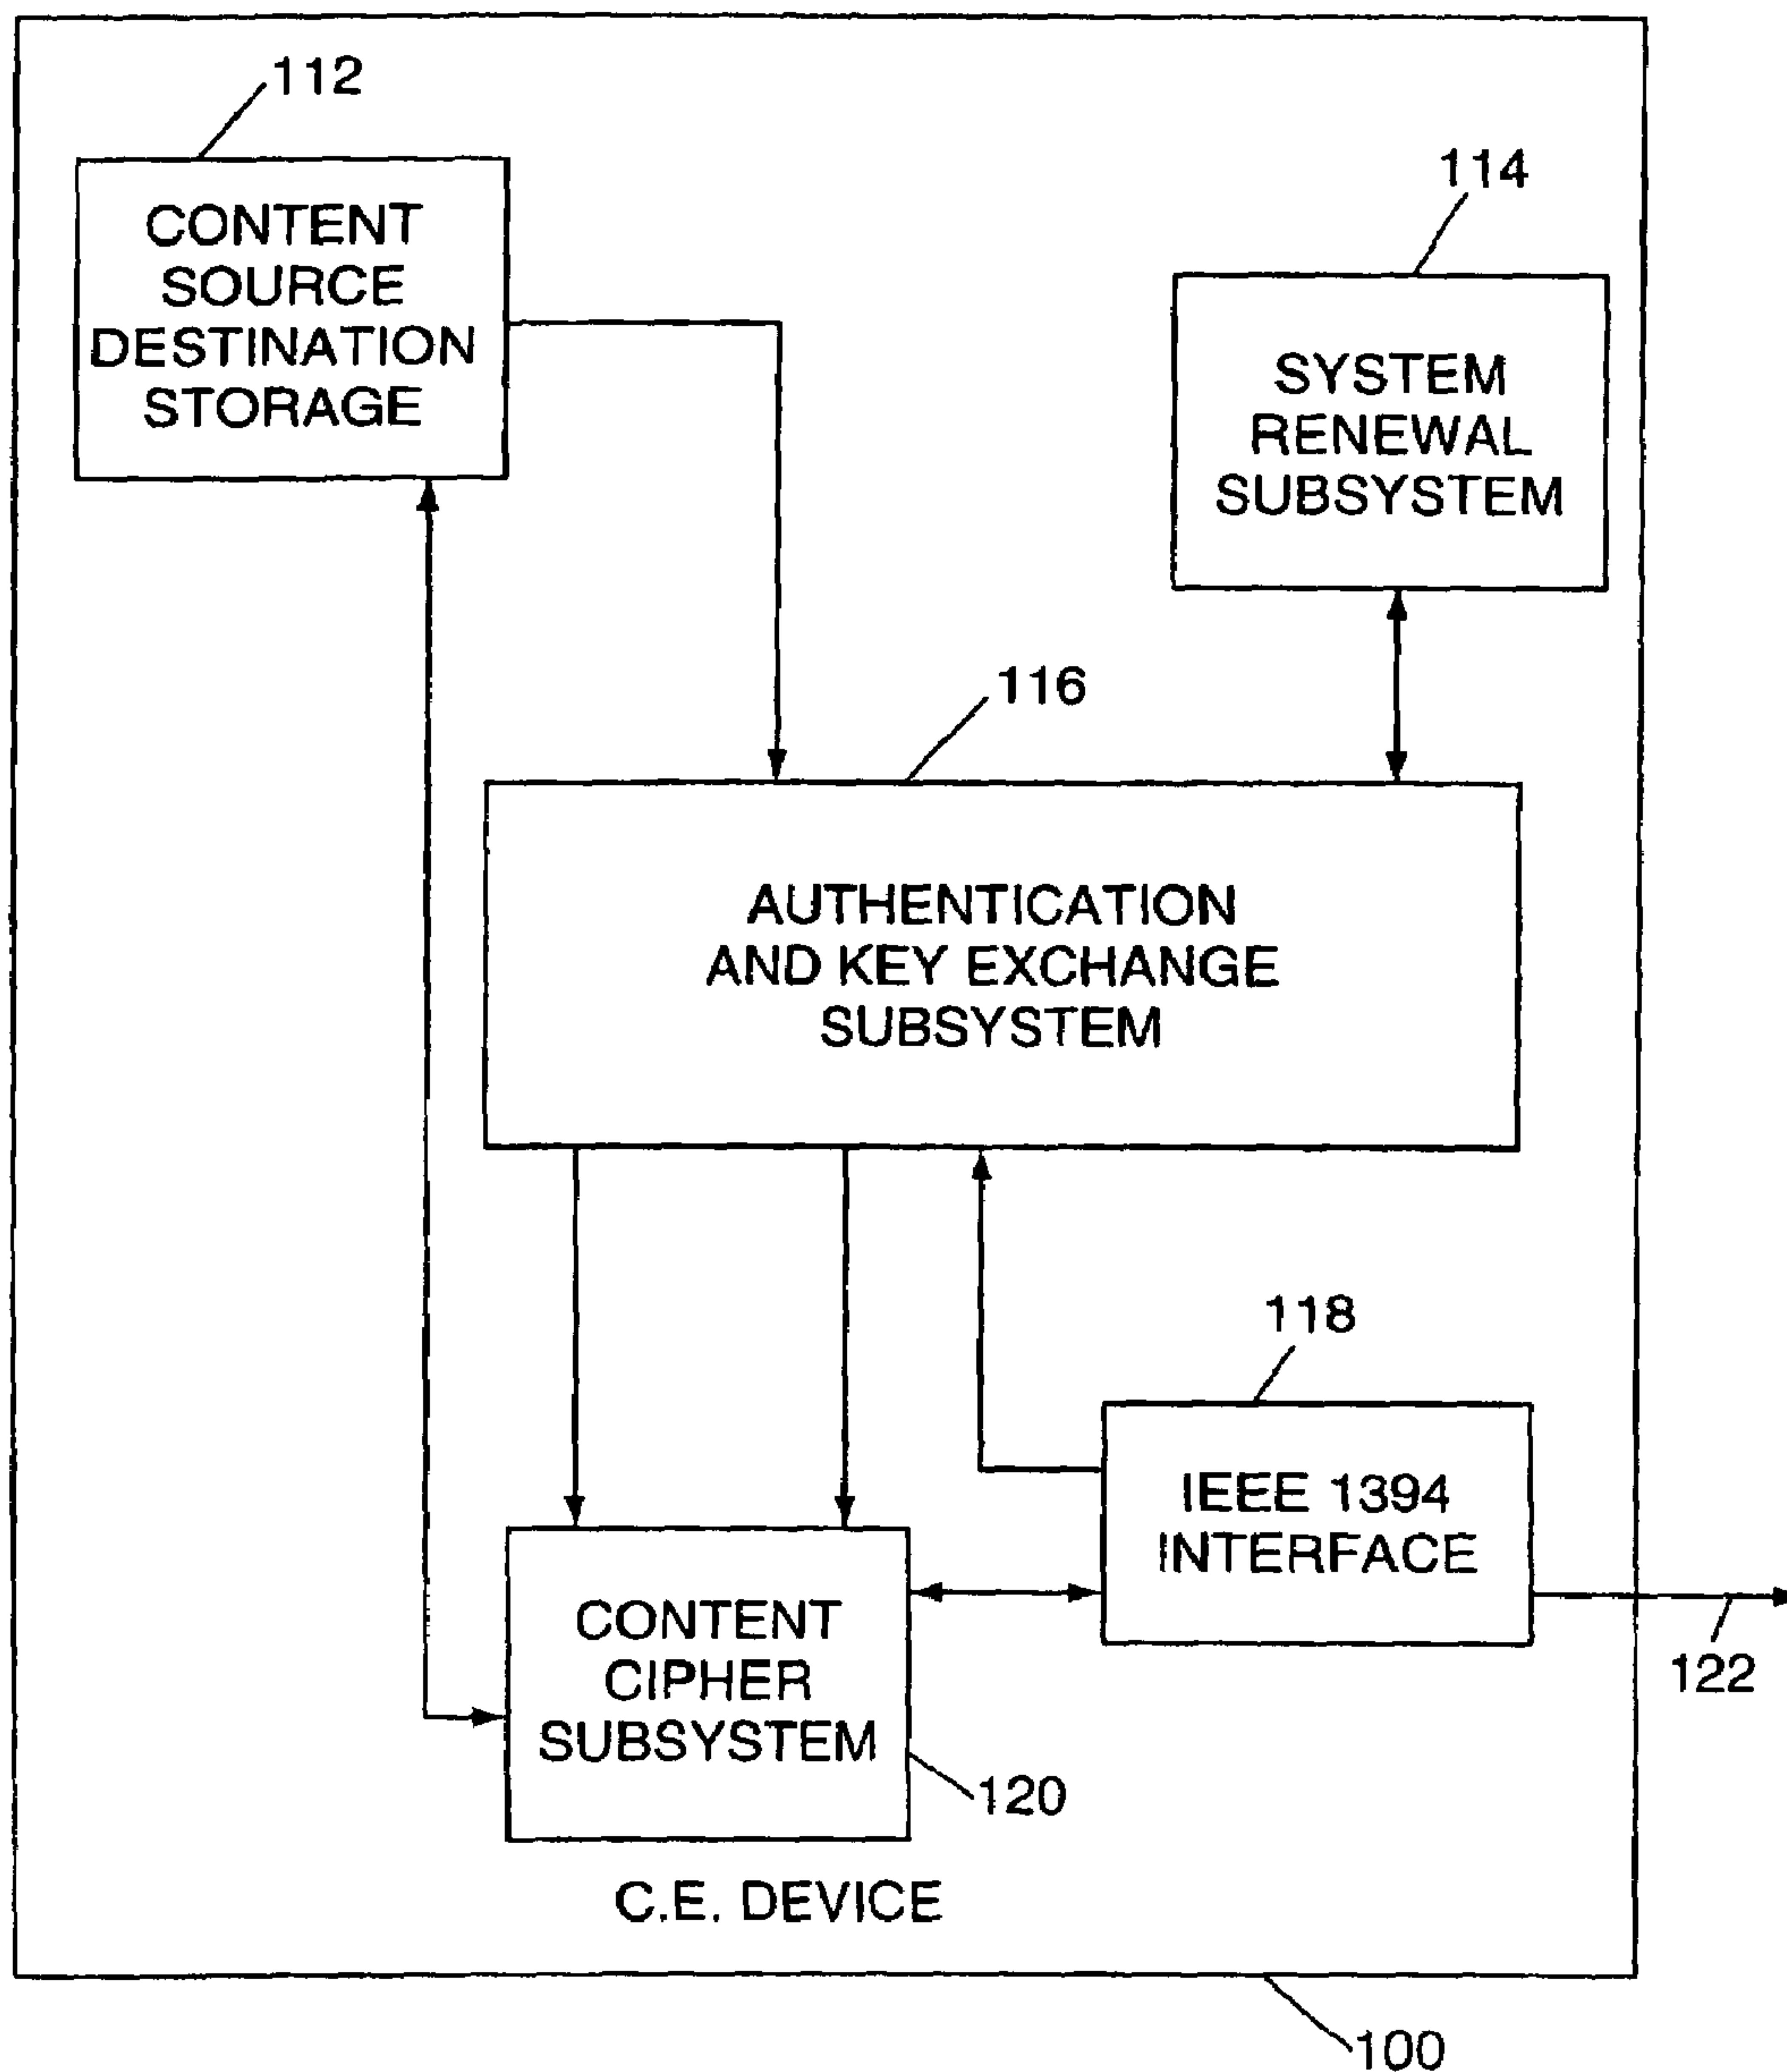 112
CONTENT
SOURCE
DESTINATION
STORAGE
114
SYSTEM
RENEWAL
SUBSYSTEM
116
AUTHENTICATION
AND KEY EXCHANGE
SUBSYSTEM
118
IEEE 1394
INTERFACE
122
CONTENT
CIPHER
SUBSYSTEM
120
C.E. DEVICE
100